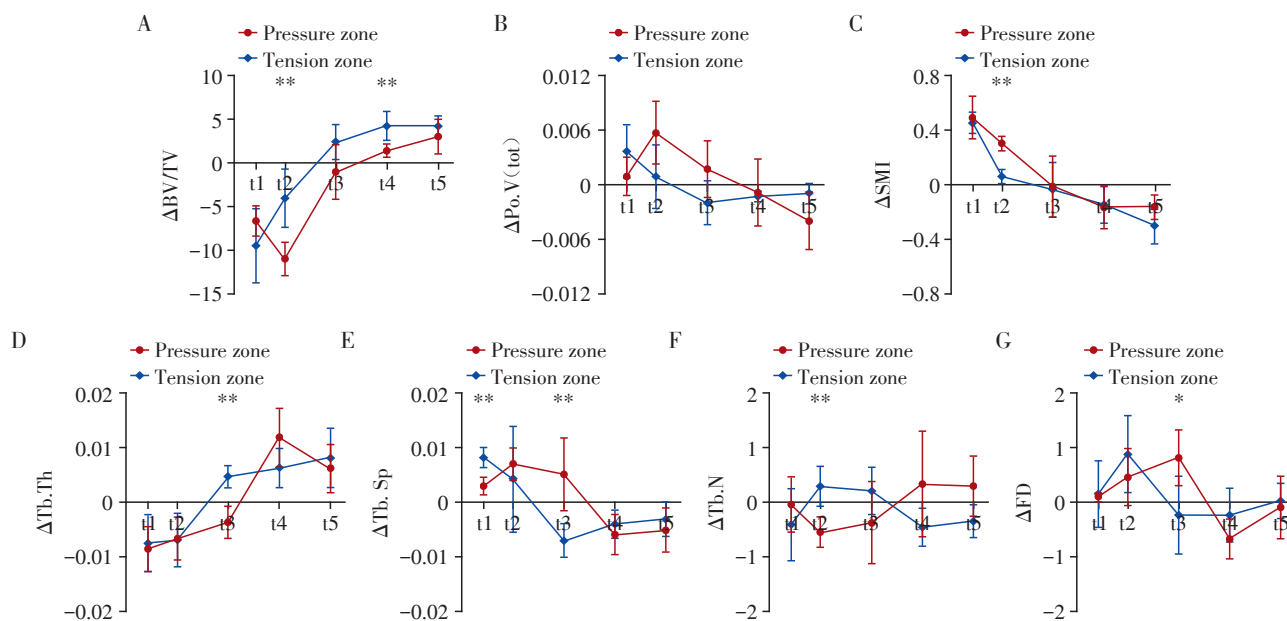 A
Pressure zone
Tension zone
** **
10
5
0
−5
−10
−15
ΔBV/TV
t1 t2 t3 t4 t5
B
Pressure zone
Tension zone
0.012
0.006
0
−0.006
−0.012
ΔPo.V(tot)
t1 t2 t3 t4 t5
C
Pressure zone
Tension zone
**
0.8
0.4
0
−0.4
−0.8
ΔSMI
t1 t2 t3 t4 t5
D
Pressure zone
Tension zone
**
0.02
0.01
0
−0.01
−0.02
ΔTb.Th
t1 t2 t3 t4 t5
E
Pressure zone
Tension zone
** **
0.02
0.01
0
−0.01
−0.02
ΔTb.Sp
t1 t2 t3 t4 t5
F
Pressure zone
Tension zone
**
2
1
0
−1
−2
ΔTb.N
t1 t2 t3 t4 t5
G
Pressure zone
Tension zone
*
2
1
0
−1
−2
ΔFD
t1 t2 t3 t4 t5